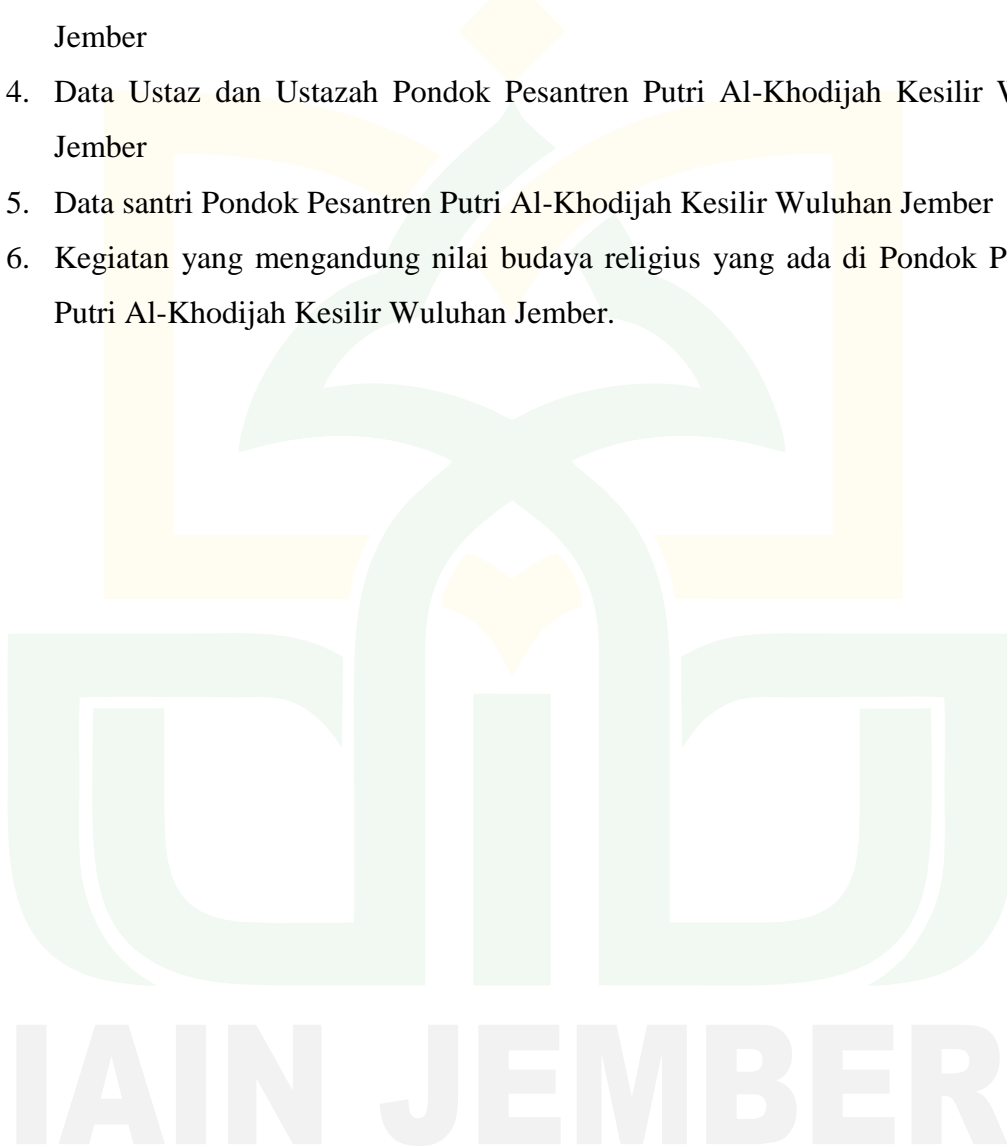 Jember
4. Data Ustaz dan Ustazah Pondok Pesantren Putri Al-Khodijah Kesilir
Jember
5. Data santri Pondok Pesantren Putri Al-Khodijah Kesilir Wuluhan Jember
6. Kegiatan yang mengandung nilai budaya religius yang ada di Pondok
Putri Al-Khodijah Kesilir Wuluhan Jember.
IAIN JEMBER